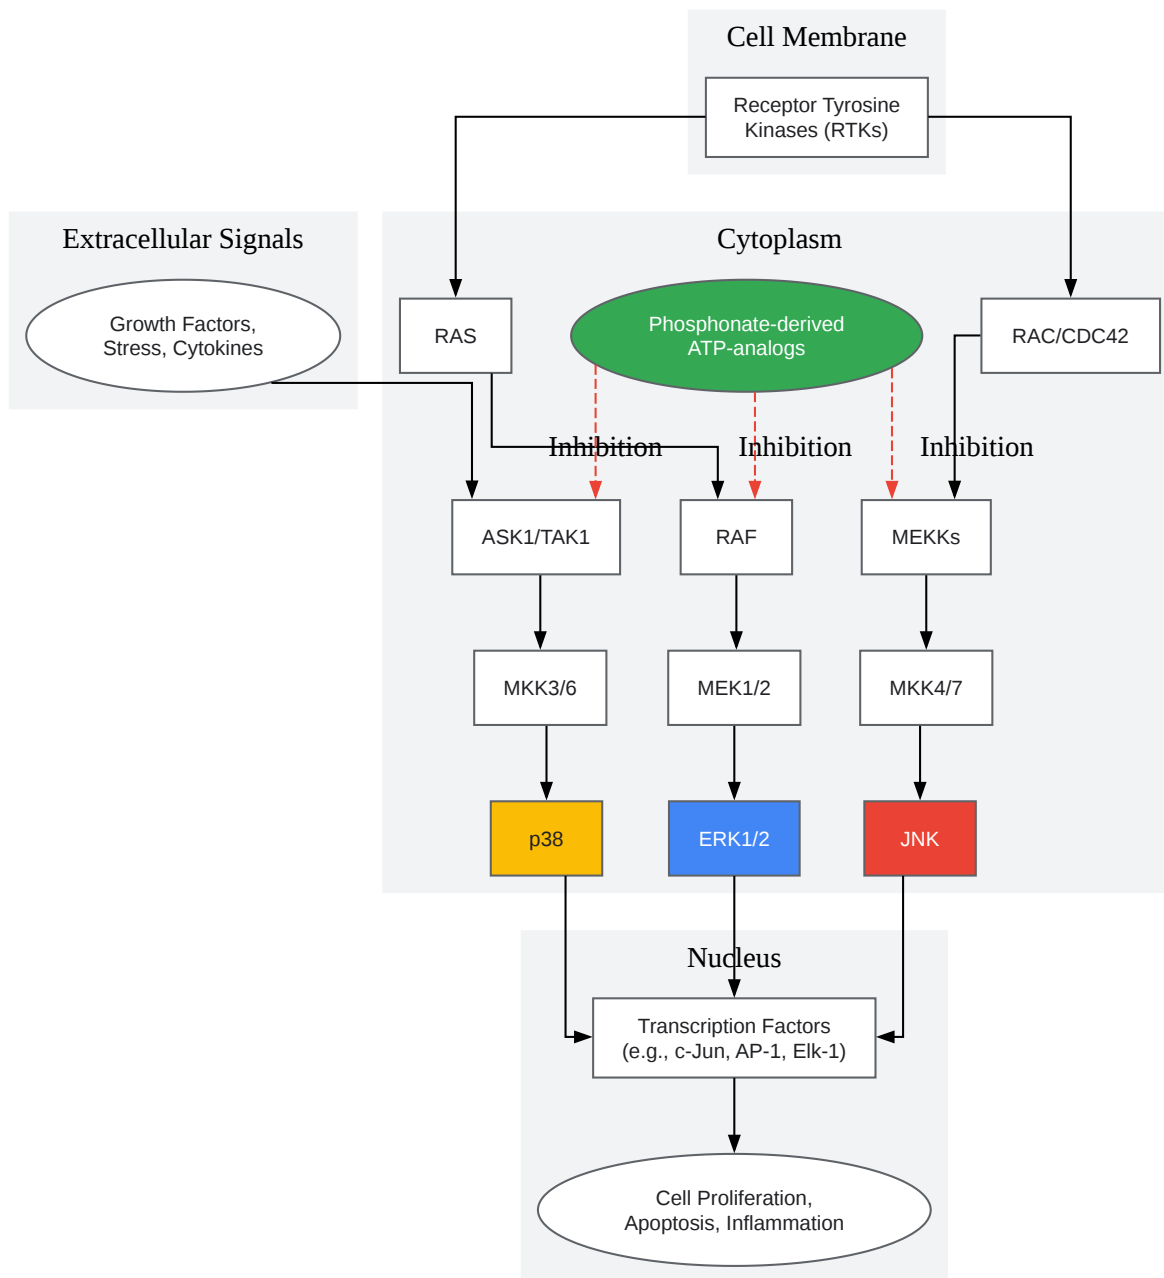 Cell Membrane
Receptor Tyrosine
Kinases (RTKs)
Extracellular Signals
Cytoplasm
Growth Factors,
Stress, Cytokines
RAS
Phosphonate-derived
ATP-analogs
RAC/CDC42
Inhibition
Inhibition
Inhibition
ASK1/TAK1
RAF
MEKKs
MKK3/6
MEK1/2
MKK4/7
p38
ERK1/2
JNK
Nucleus
Transcription Factors
(e.g., c-Jun, AP-1, Elk-1)
Cell Proliferation,
Apoptosis, Inflammation